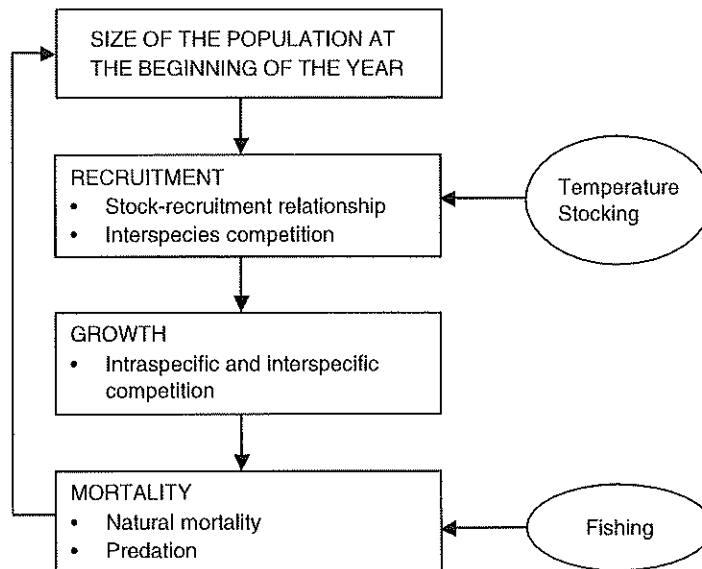 SIZE OF THE POPULATION AT
THE BEGINNING OF THE YEAR
RECRUITMENT
• Stock-recruitment relationship
• Interspecies competition
Temperature
Stocking
GROWTH
• Intraspecific and interspecific
competition
MORTALITY
• Natural mortality
• Predation
Fishing